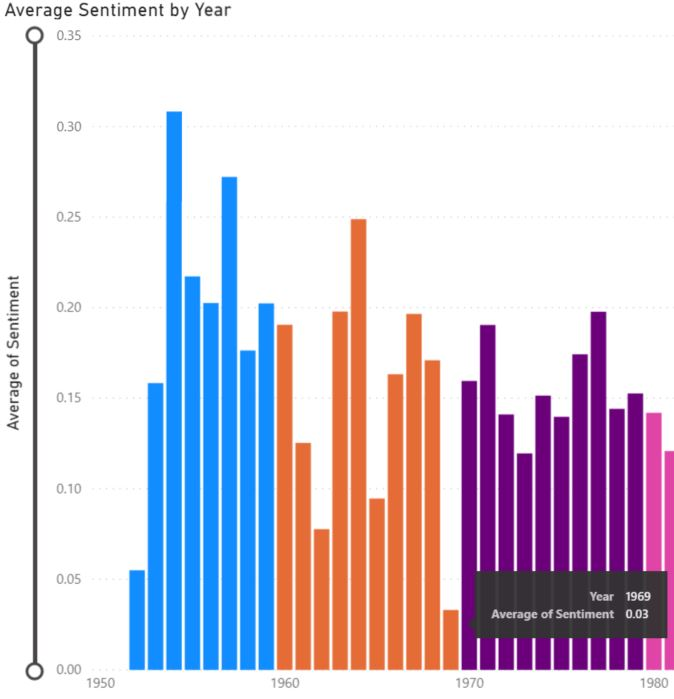 Average Sentiment by Year
0.35
0.30
0.25
0.20
0.15
0.10
0.05
0.00
Average of Sentiment
1950 1960 1970 1980
Year 1969
Average of Sentiment 0.03